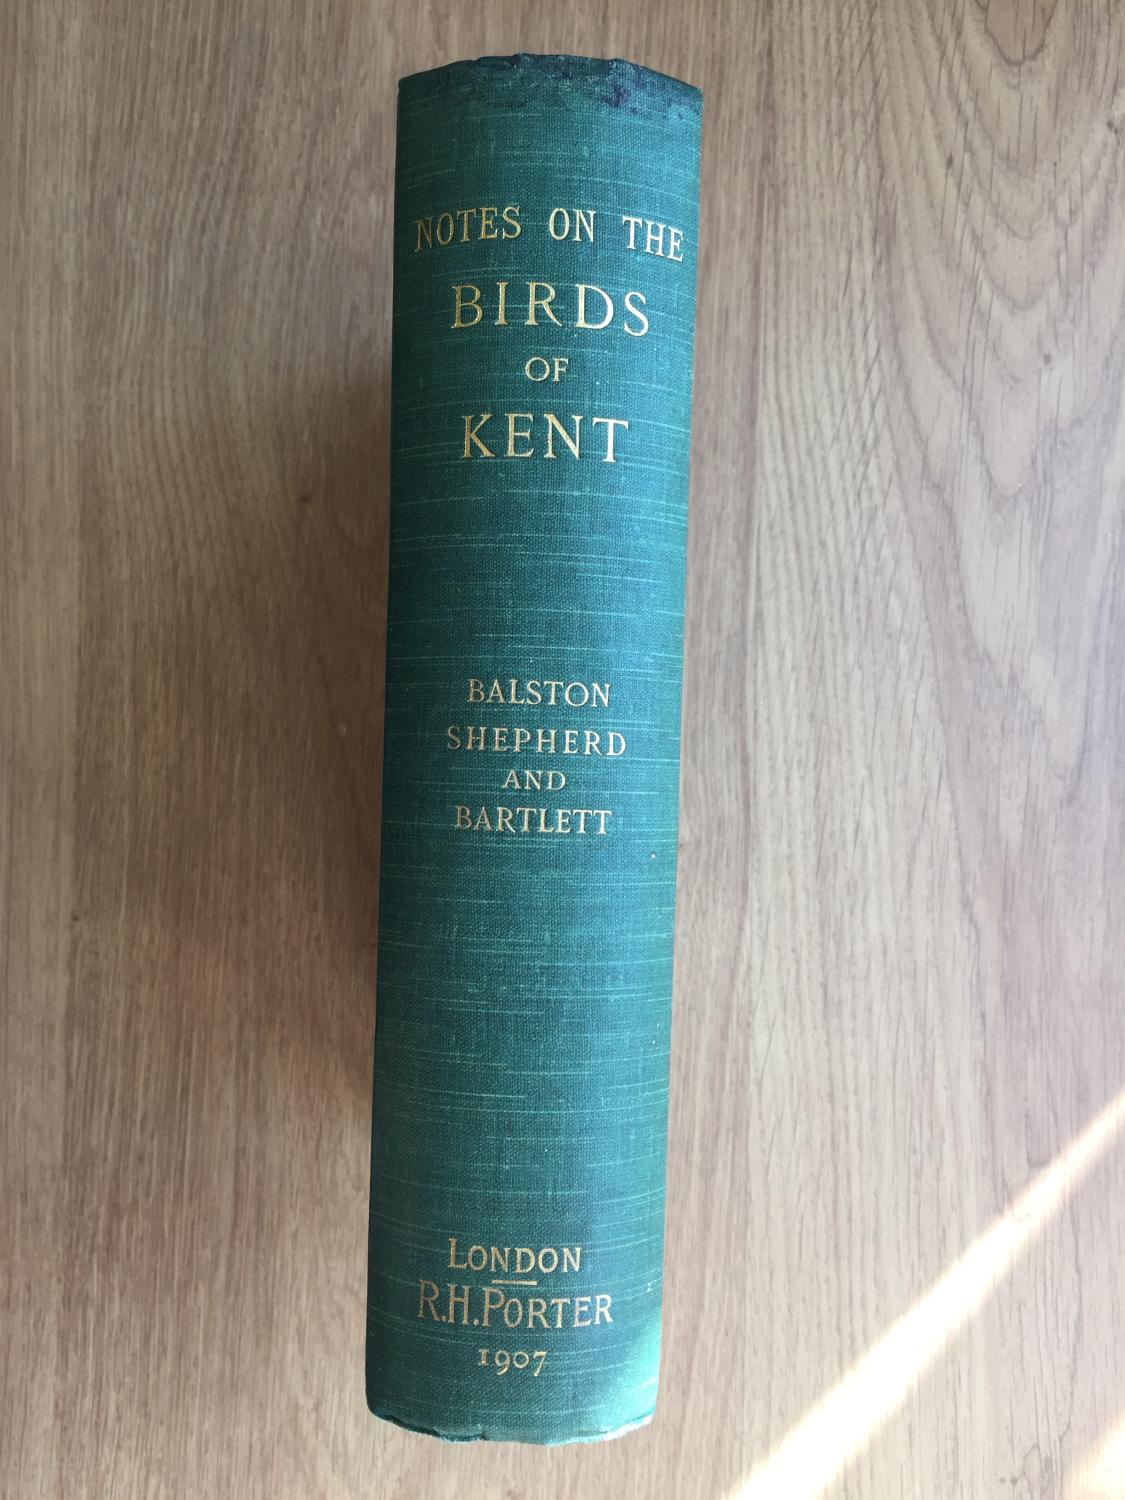 NOTES ON THE
BIRDS
OF
KENT
BALSTON
SHEPHERD
AND
BARTLETT
LONDON
R.H.PORTER
1907